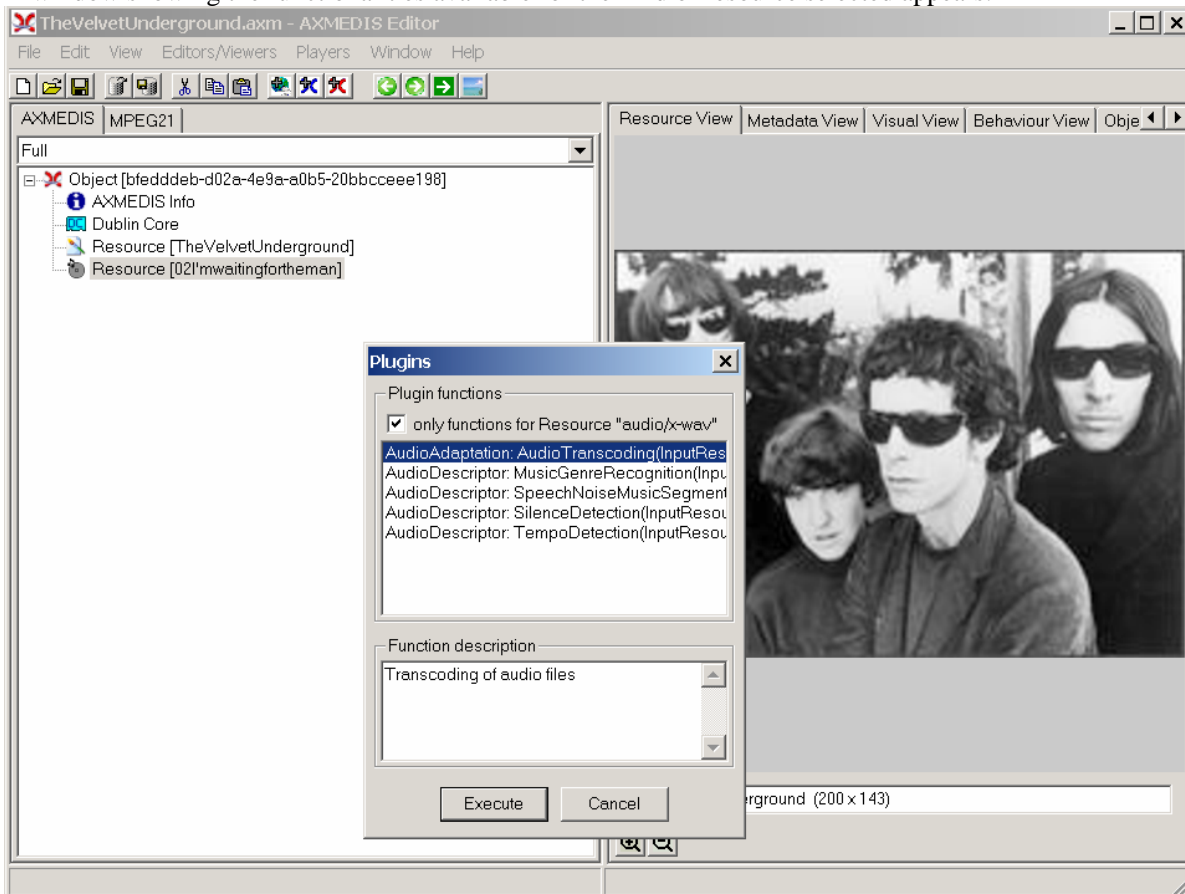 TheVelvetUnderground.axm - AXMEDIS Editor
File Edit View Editors/Viewers Players Window Help
AXMEDIS MPEG21
Resource View Metadata View Visual View Behaviour View Obje
Full
Object [bfedddeb-d02a-4e9a-a0b5-20bbcceee198]
AXMEDIS Info
Dublin Core
Resource [TheVelvetUnderground]
Resource [02I'mwaitingfortheman]
Plugins
Plugin functions
only functions for Resource "audio/x-wav"
AudioAdaptation: AudioTranscoding(InputRes
AudioDescriptor: MusicGenreRecognition(Inpu
AudioDescriptor: SpeechNoiseMusicSegment
AudioDescriptor: SilenceDetection(InputResou
AudioDescriptor: TempoDetection(InputResou
Function description
Transcoding of audio files
Execute Cancel
erground (200 x 143)